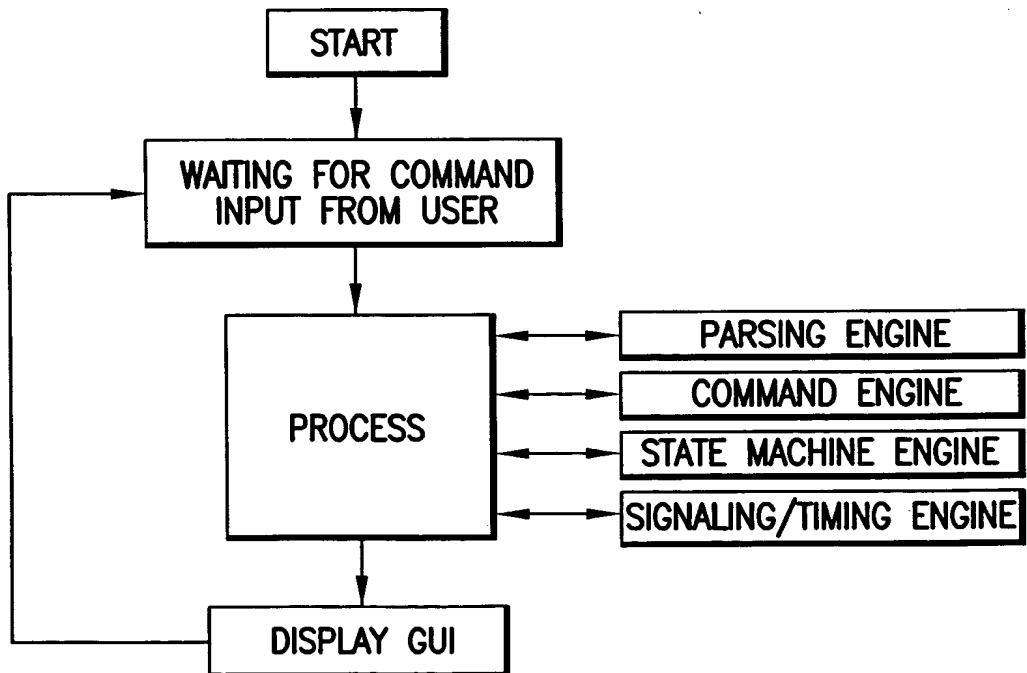 START
WAITING FOR COMMAND
INPUT FROM USER
PROCESS
PARSING ENGINE
COMMAND ENGINE
STATE MACHINE ENGINE
SIGNALING/TIMING ENGINE
DISPLAY GUI